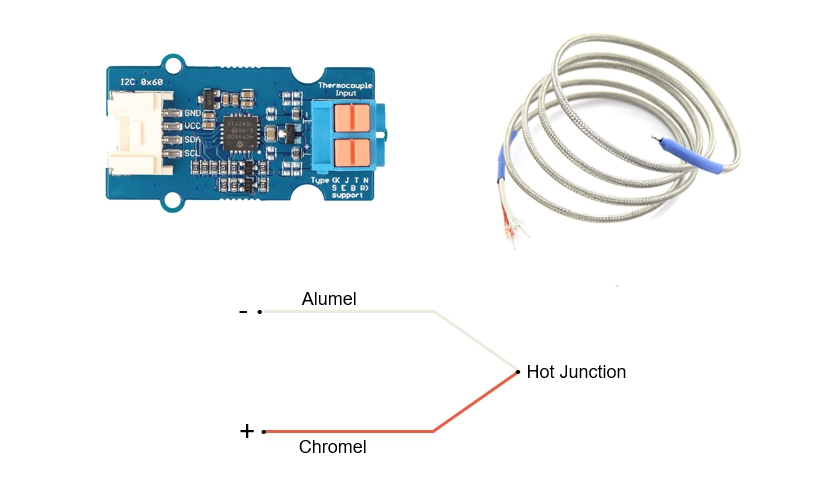 I2C 0x60
Thermocouple
Input
GND
VCC
SDA
SCL
-
+
Type (K J T N
S E B R)
support
Alumel
-
Hot Junction
+
Chromel